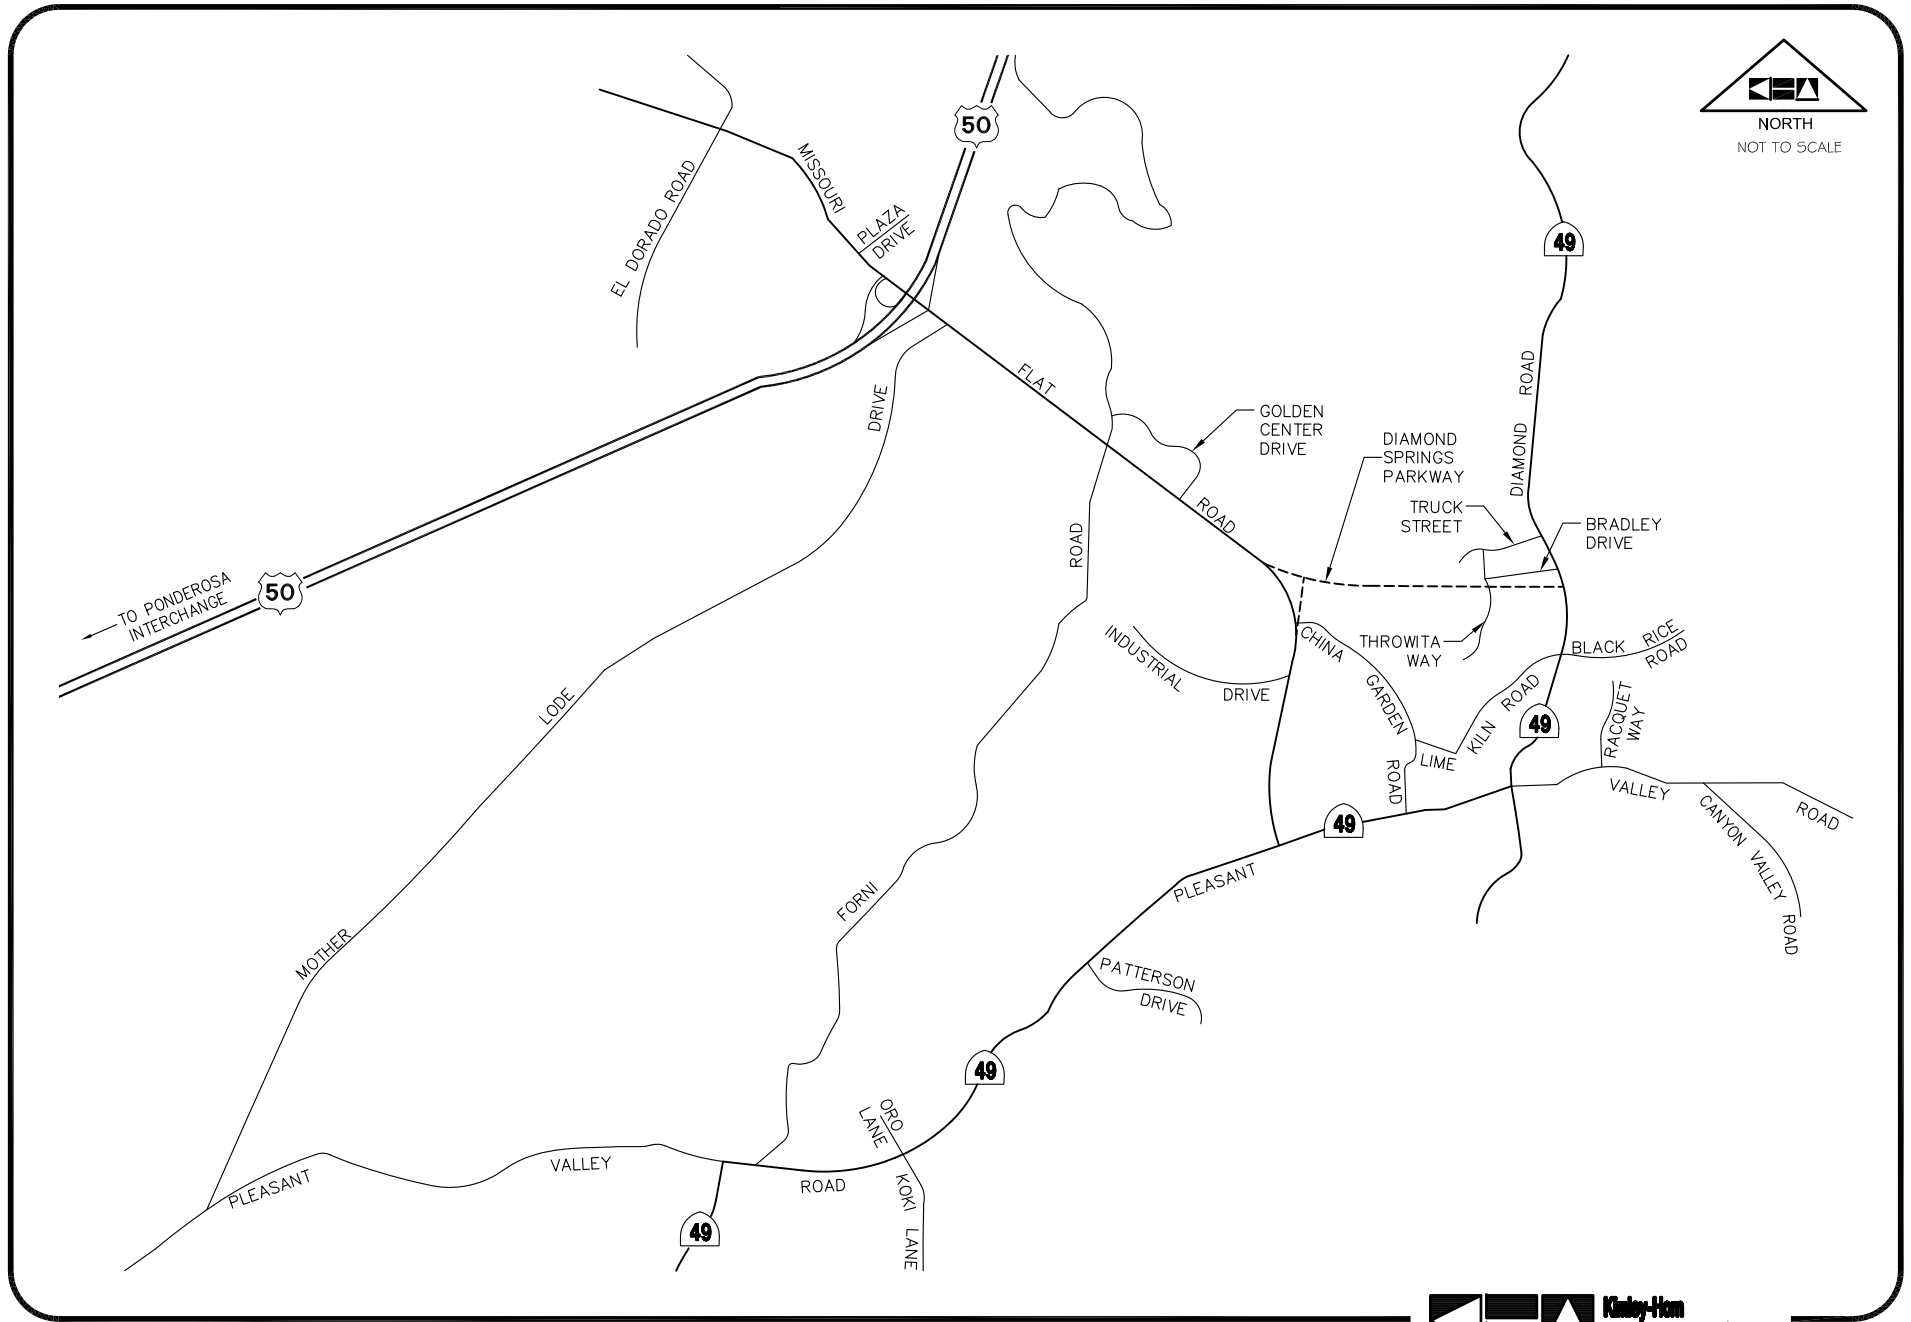 NORTH
NOT TO SCALE
50
MISSOURI
EL DORADO ROAD
PLAZA
DRIVE
49
FLAT
DIAMOND ROAD
DRIVE
GOLDEN
CENTER
DRIVE
DIAMOND
SPRINGS
PARKWAY
ROAD
TRUCK
STREET
BRADLEY
DRIVE
ROAD
50
TO PONDEROSA
INTERCHANGE
INDUSTRIAL DRIVE
CHINA GARDEN ROAD
THROWITA
WAY
BLACK RICE
ROAD
LIME KILN ROAD
RACQUET
WAY
49
LODE
VALLEY
ROAD
CANYON VALLEY ROAD
49
PLEASANT
FORNI
MOTHER
PATTERSON
DRIVE
49
ORO
LANE
PLEASANT
VALLEY
ROAD
KOKI LANE
49
Kimley-Horn